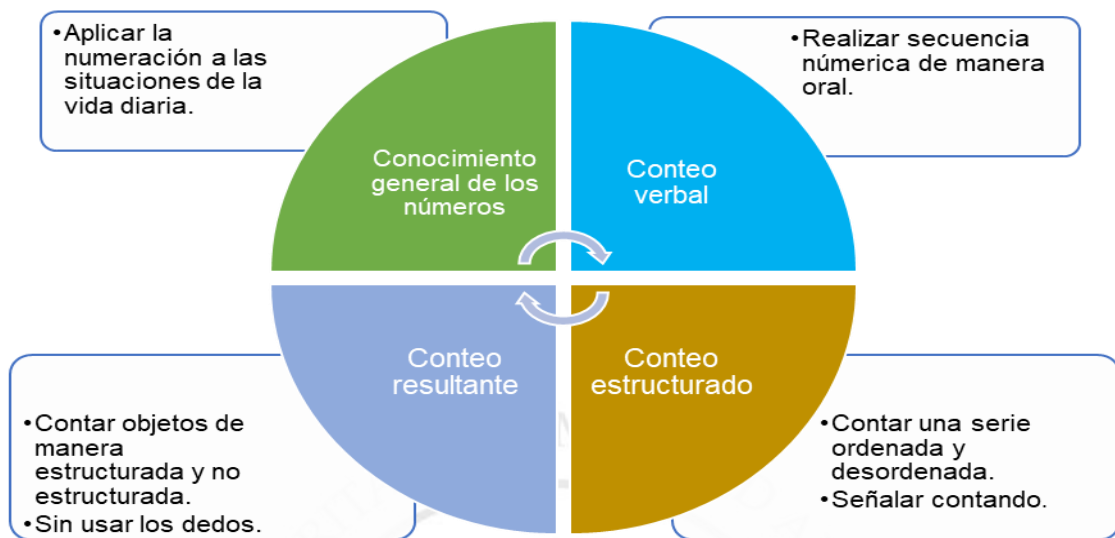 •Aplicar la
numeración a las
situaciones de la
vida diaria.
Conocimiento
general de los
números
•Realizar secuencia
númerica de manera
oral.
Conteo
verbal
Conteo
resultante
•Contar objetos de
manera
estructurada y no
estructurada.
•Sin usar los dedos.
Conteo
estructurado
•Contar una serie
ordenada y
desordenada.
•Señalar contando.